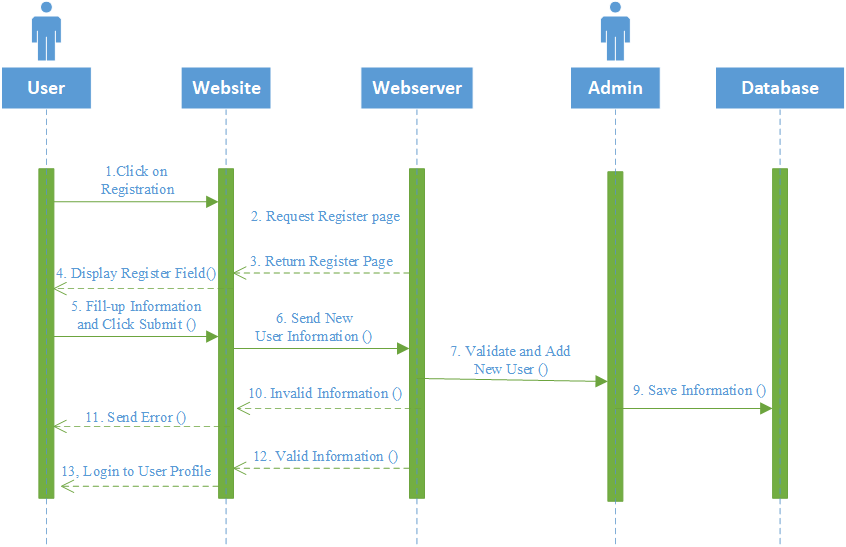 User
Website
Webserver
Admin
Database
1.Click on
Registration
2. Request Register page
3. Return Register Page
4. Display Register Field()
5. Fill-up Information
and Click Submit ()
6. Send New
User Information ()
7. Validate and Add
New User ()
9. Save Information ()
10. Invalid Information ()
11. Send Error ()
12. Valid Information ()
13, Login to User Profile